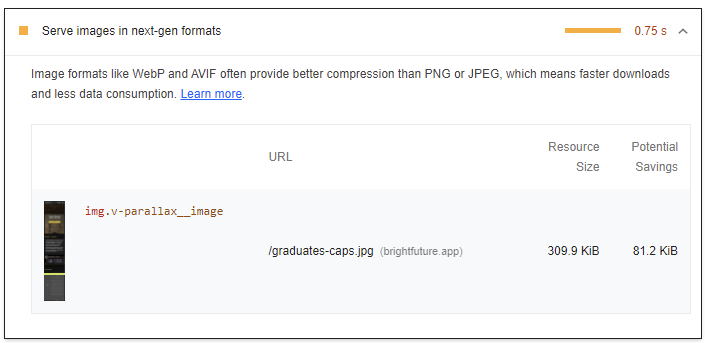 Serve images in next-gen formats 0.75 s
Image formats like WebP and AVIF often provide better compression than PNG or JPEG, which means faster downloads
and less data consumption. Learn more.
URL Resource Size Potential Savings
img.v-parallax__image
/graduates-caps.jpg (brightfuture.app) 309.9 KiB 81.2 KiB